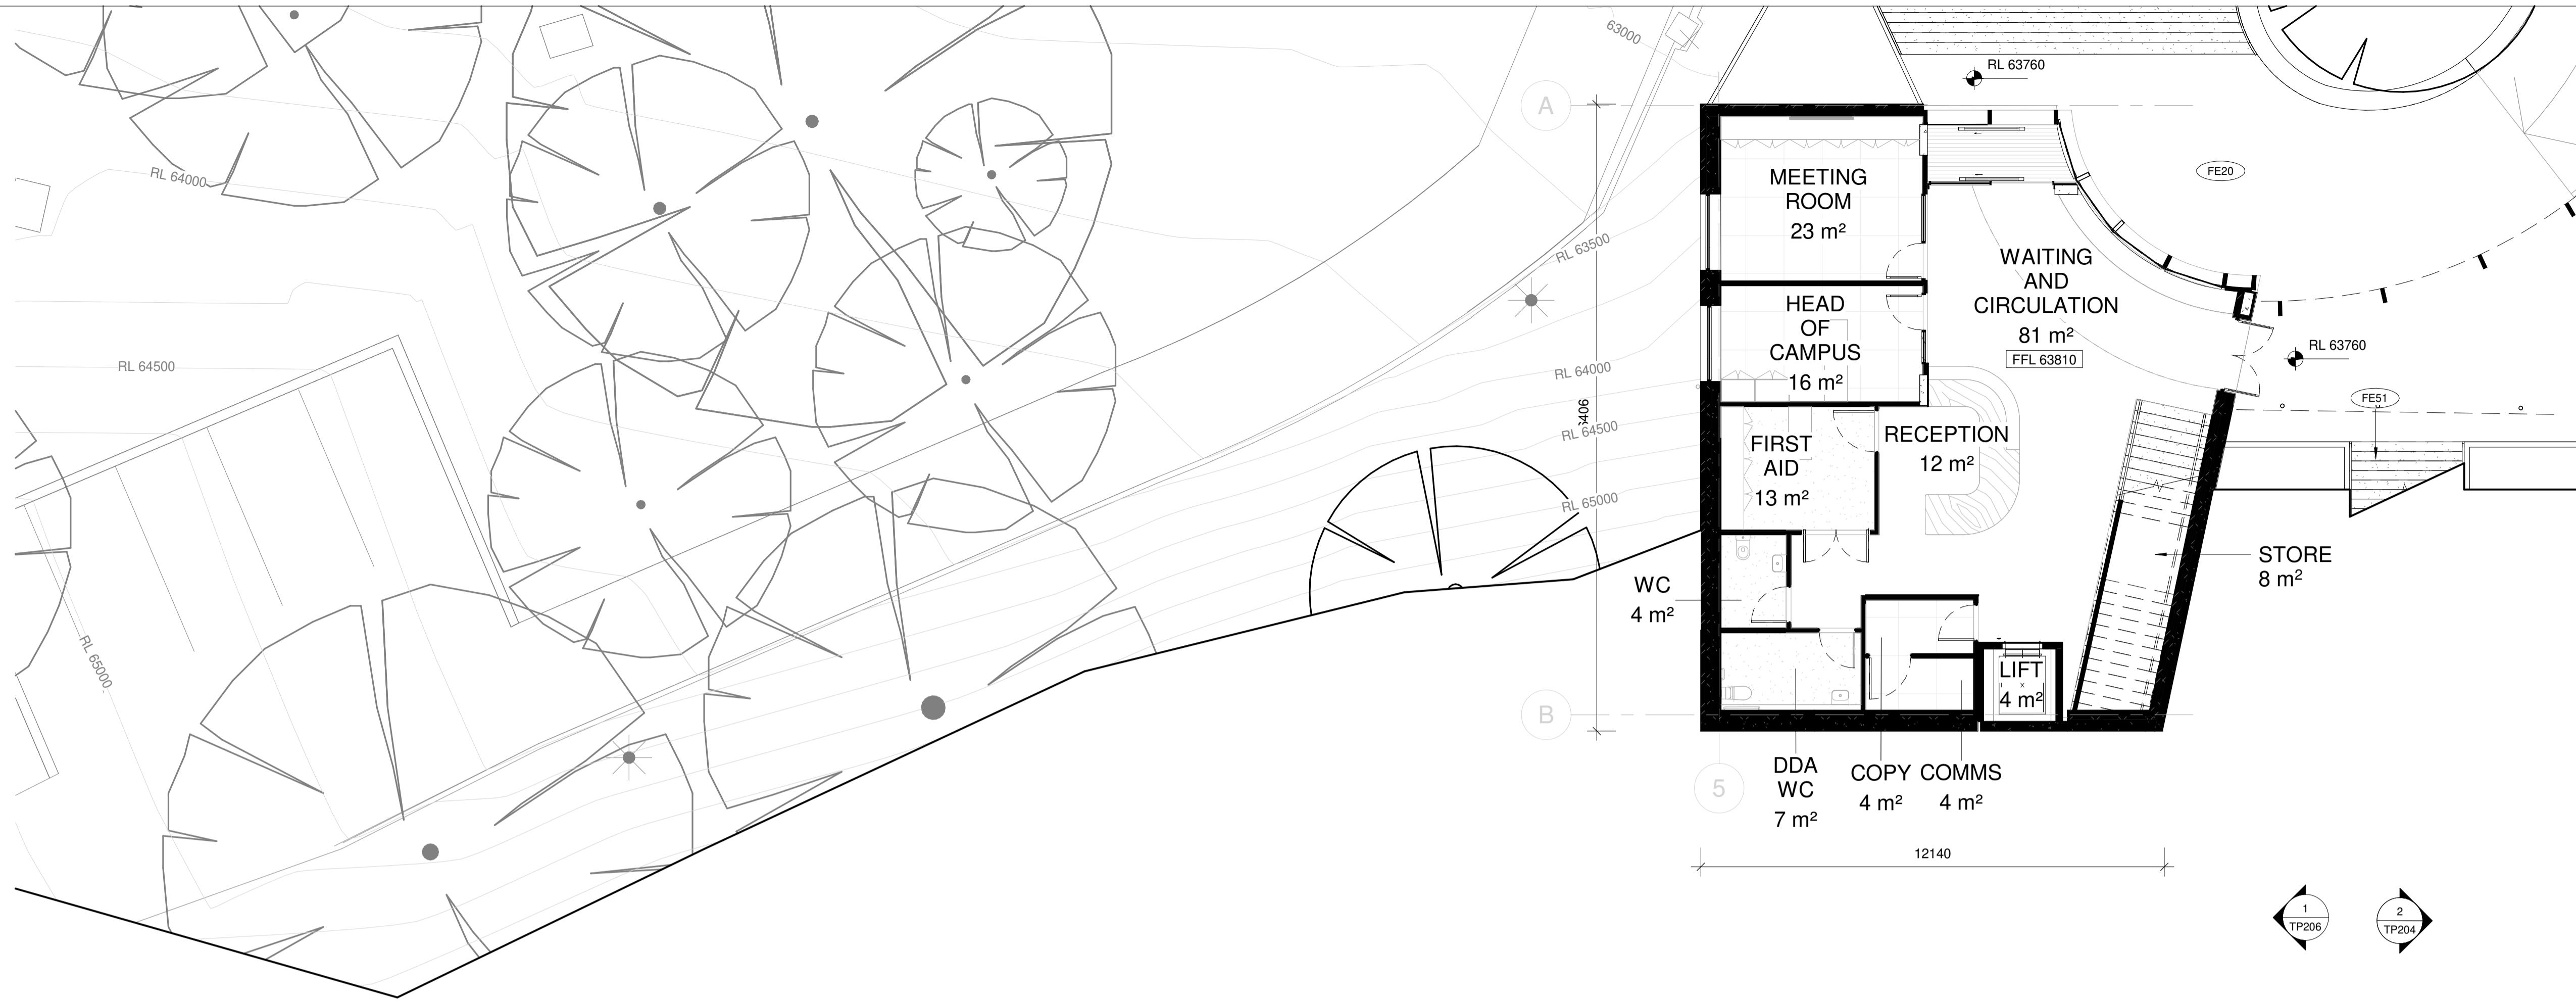 63000
RL 63760
A
RL 64000
FE20
MEETING
ROOM
23 m²
RL 63500
WAITING
AND
CIRCULATION
81 m²
FFL 63810
HEAD
OF
CAMPUS
16 m²
RL 63760
RL 64500
RL 64000
FE51
RL 64500
RECEPTION
12 m²
FIRST
AID
13 m²
RL 65000
STORE
8 m²
WC
4 m²
RL 65000
LIFT
4 m²
B
5
DDA
WC
7 m²
COPY
4 m²
COMMS
4 m²
12140
1
TP206
2
TP204